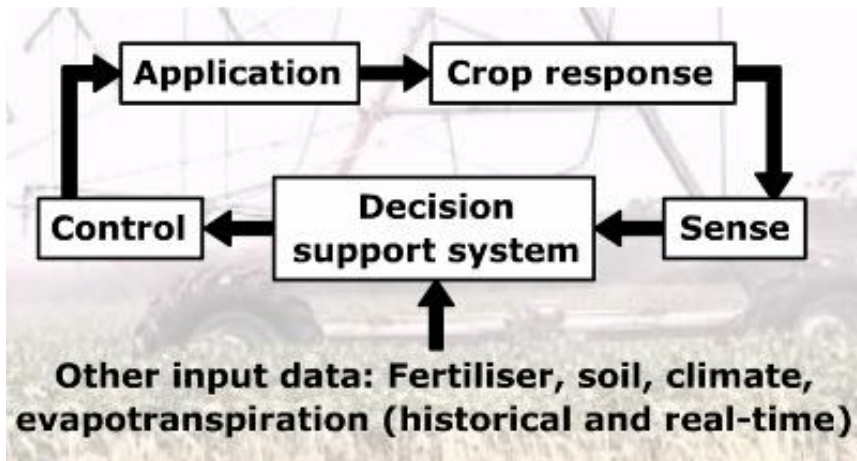 Application
Crop response
Control
Decision
support system
Sense
Other input data: Fertiliser, soil, climate,
evapotranspiration (historical and real-time)